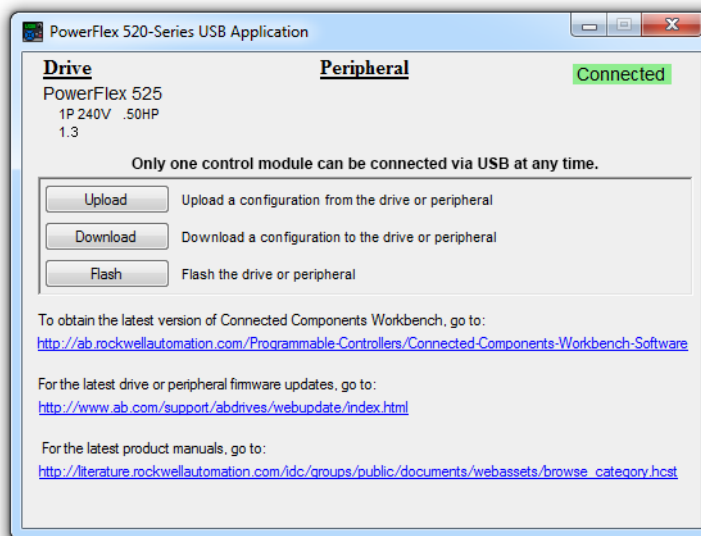 PowerFlex 520-Series USB Application
Drive
Peripheral
Connected
PowerFlex 525
1P 240V .50HP
1.3
Only one control module can be connected via USB at any time.
Upload Upload a configuration from the drive or peripheral
Download Download a configuration to the drive or peripheral
Flash Flash the drive or peripheral
To obtain the latest version of Connected Components Workbench, go to:
http://ab.rockwellautomation.com/Programmable-Controllers/Connected-Components-Workbench-Software
For the latest drive or peripheral firmware updates, go to:
http://www.ab.com/support/abdrives/webupdate/index.html
For the latest product manuals, go to:
http://literature.rockwellautomation.com/idc/groups/public/documents/webassets/browse_category.hcst